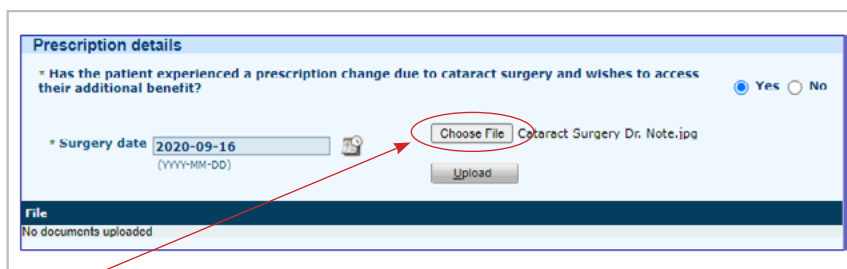 Prescription details
* Has the patient experienced a prescription change due to cataract surgery and wishes to access
their additional benefit?
Yes No
* Surgery date 2020-09-16
(YYYY-MM-DD)
Choose File Cataract Surgery Dr. Note.jpg
Upload
File
No documents uploaded